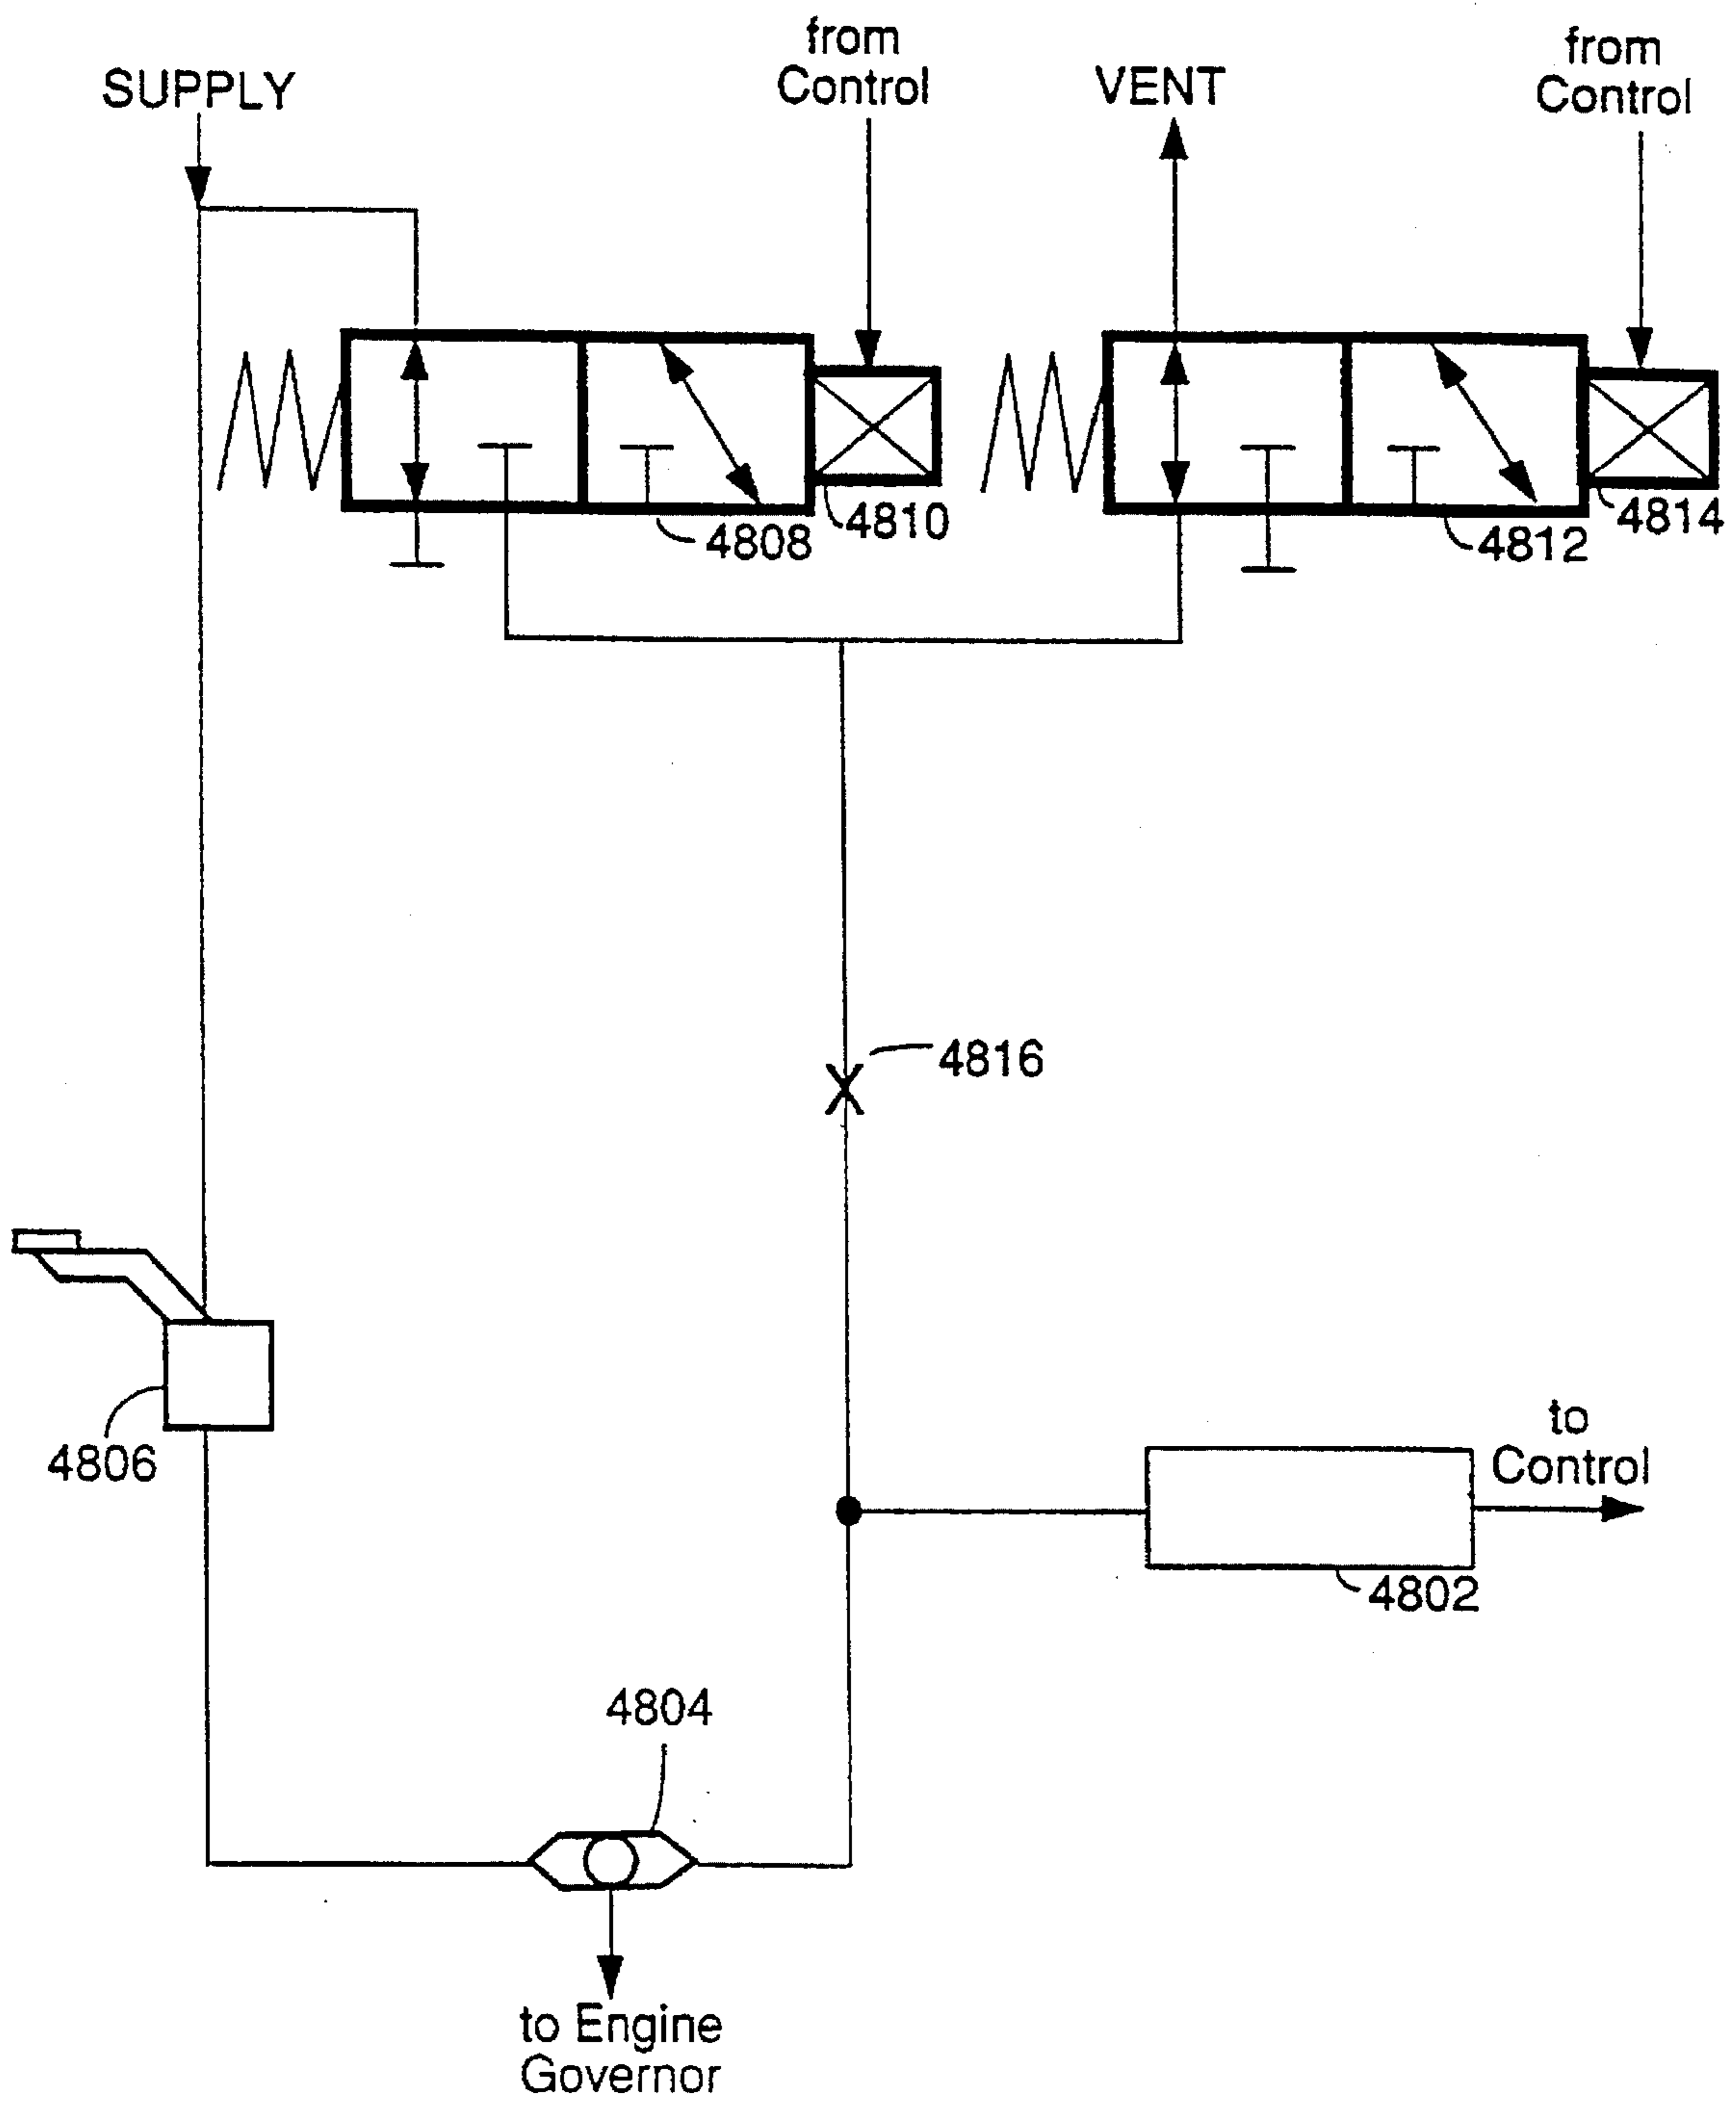 SUPPLY
from
Control
VENT
from
Control
4808
4810
4812
4814
4816
4806
to
Control
4802
4804
to Engine
Governor